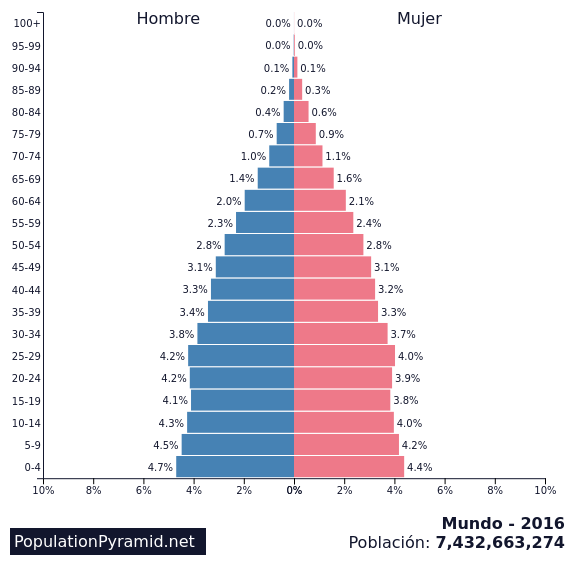 Hombre Mujer
100+ 0.0% 0.0%
95-99 0.0% 0.0%
90-94 0.1% 0.1%
85-89 0.2% 0.3%
80-84 0.4% 0.6%
75-79 0.7% 0.9%
70-74 1.0% 1.1%
65-69 1.4% 1.6%
60-64 2.0% 2.1%
55-59 2.3% 2.4%
50-54 2.8% 2.8%
45-49 3.1% 3.1%
40-44 3.3% 3.2%
35-39 3.4% 3.3%
30-34 3.8% 3.7%
25-29 4.2% 4.0%
20-24 4.2% 3.9%
15-19 4.1% 3.8%
10-14 4.3% 4.0%
5-9 4.5% 4.2%
0-4 4.7% 4.4%
10% 8% 6% 4% 2% 0% 2% 4% 6% 8% 10%
Mundo - 2016
Población: 7,432,663,274
PopulationPyramid.net